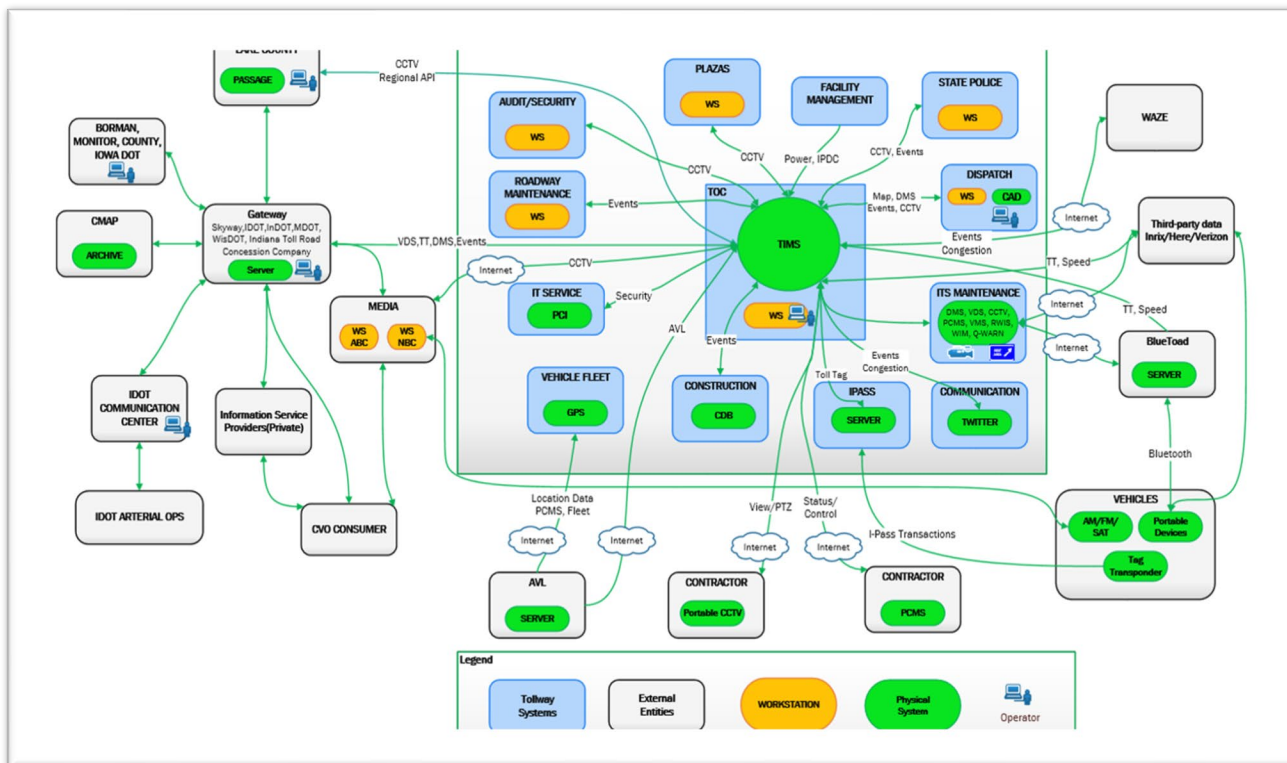 LAKE COUNTY
PASSAGE
CCTV
Regional API
BORMAN,
MONITOR, COUNTY,
IOWA DOT
CMAP
ARCHIVE
Gateway
Skyway,IDOT,InDOT,MDOT,
WisDOT, Indiana Toll Road
Concession Company
Server
VDS,TT,DMS,Events
Internet
CCTV
MEDIA
WS
ABC
WS
NBC
IDOT
COMMUNICATION
CENTER
Information Service
Providers(Private)
IDOT ARTERIAL OPS
CVO CONSUMER
AUDIT/SECURITY
WS
CCTV
ROADWAY
MAINTENANCE
WS
Events
PLAZAS
WS
CCTV
FACILITY
MANAGEMENT
Power, IPDC
STATE POLICE
WS
CCTV, Events
DISPATCH
WS
CAD
Map, DMS
Events, CCTV
TOC
TIMS
WS
IT SERVICE
PCI
Security
AVL
Events
VEHICLE FLEET
GPS
CONSTRUCTION
CDB
Toll Tag
IPASS
SERVER
Events
Congestion
COMMUNICATION
TWITTER
ITS MAINTENANCE
DMS, VDS, CCTV,
PCMS, VMS, RWIS,
WIM, Q-WARN
WAZE
Internet
Events
Congestion
Third-party data
Inrix/Here/Verizon
TT, Speed
Internet
Internet
TT, Speed
BlueToad
SERVER
Bluetooth
VEHICLES
AM/FM/
SAT
Portable
Devices
Tag
Transponder
I-Pass Transactions
Location Data
PCMS, Fleet
Internet
Internet
AVL
SERVER
View/PTZ
Internet
CONTRACTOR
Portable CCTV
Status/
Control
Internet
CONTRACTOR
PCMS
Legend
Tollway
Systems
External
Entities
WORKSTATION
Physical
System
Operator